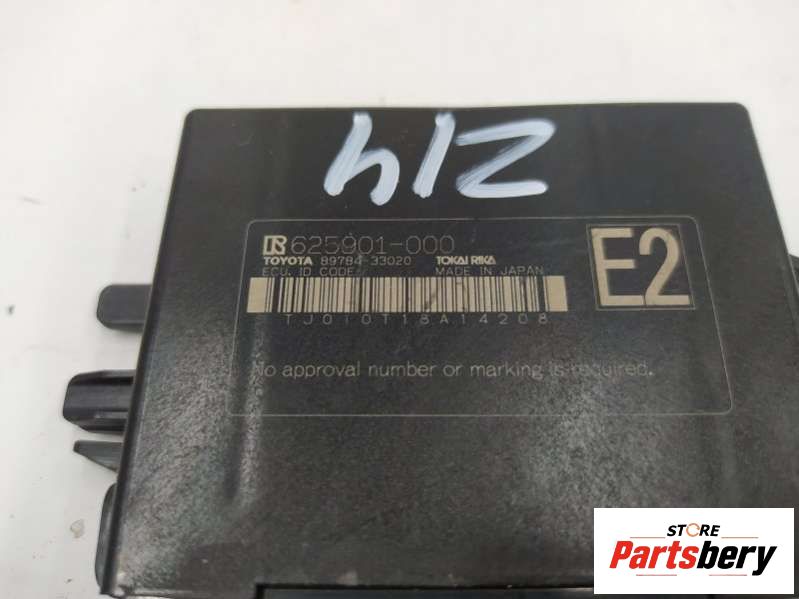 214
625901-000
TOYOTA 89784-33020 TOKAI RIKA
ECU, ID CODE MADE IN JAPAN
E2
TJ010T18A14208
No approval number or marking is required.
STORE
Partsbery